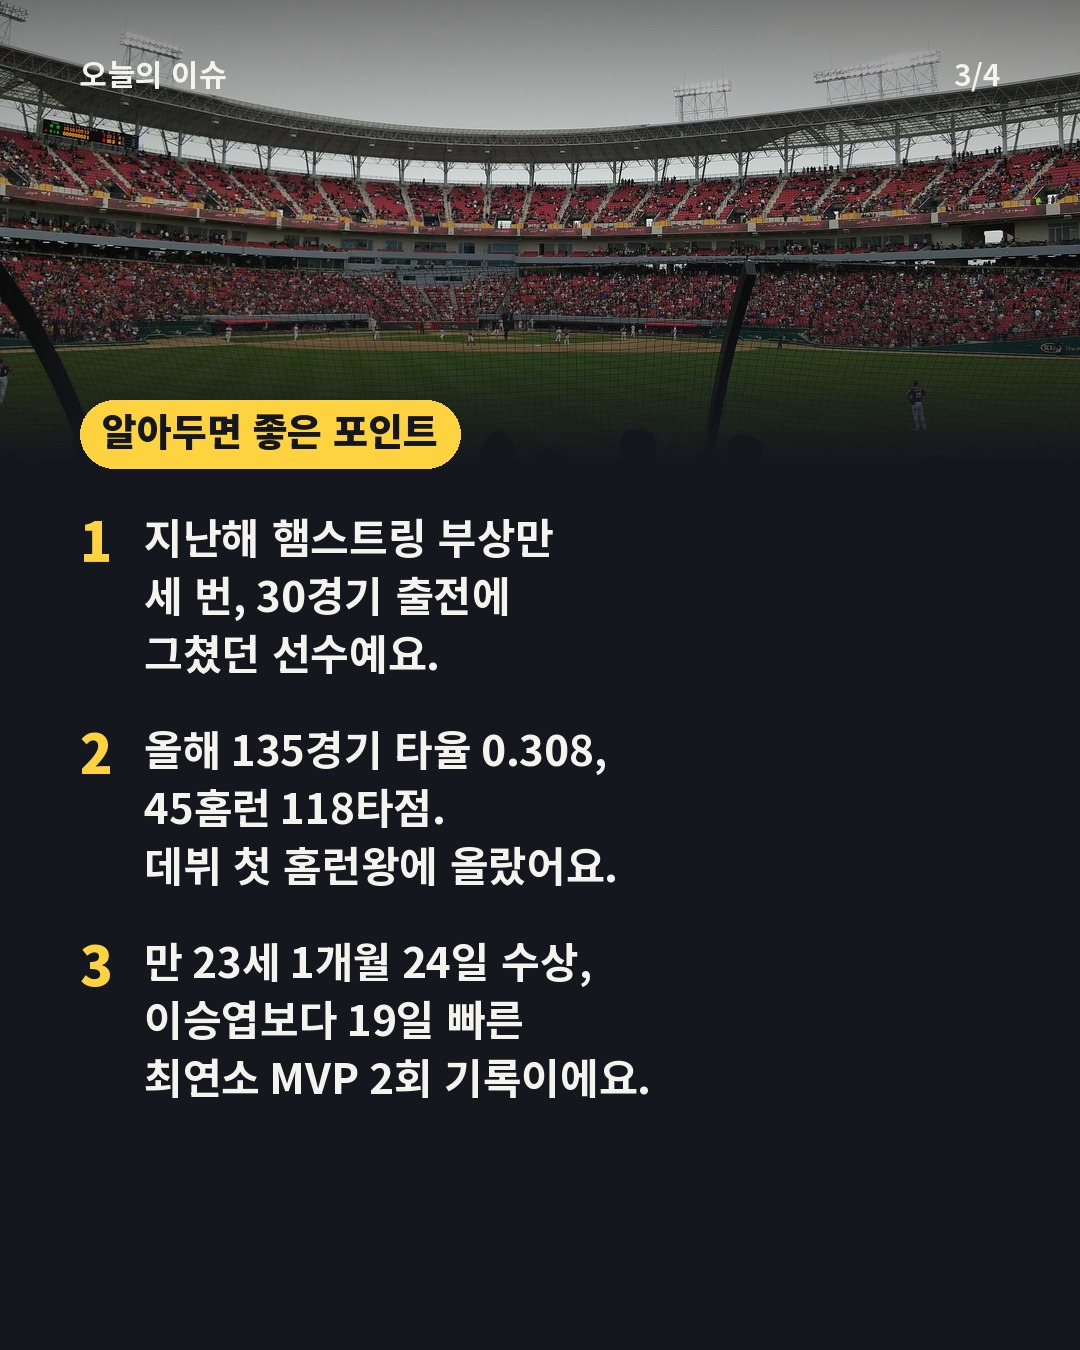 오늘의 이슈
3/4
알아두면 좋은 포인트
1 지난해 햄스트링 부상만
세 번, 30경기 출전에
그쳤던 선수예요.
2 올해 135경기 타율 0.308,
45홈런 118타점.
데뷔 첫 홈런왕에 올랐어요.
3 만 23세 1개월 24일 수상,
이승엽보다 19일 빠른
최연소 MVP 2회 기록이에요.